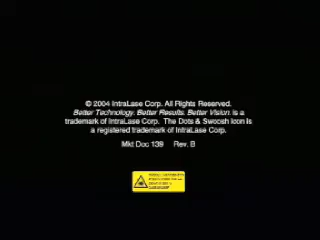 © 2004 IntraLase Corp. All Rights Reserved.
Better Technology. Better Results. Better Vision. is a
trademark of IntraLase Corp. The Dots & Swoosh Icon is
a registered trademark of IntraLase Corp.
Mkt Doc 139 Rev. B